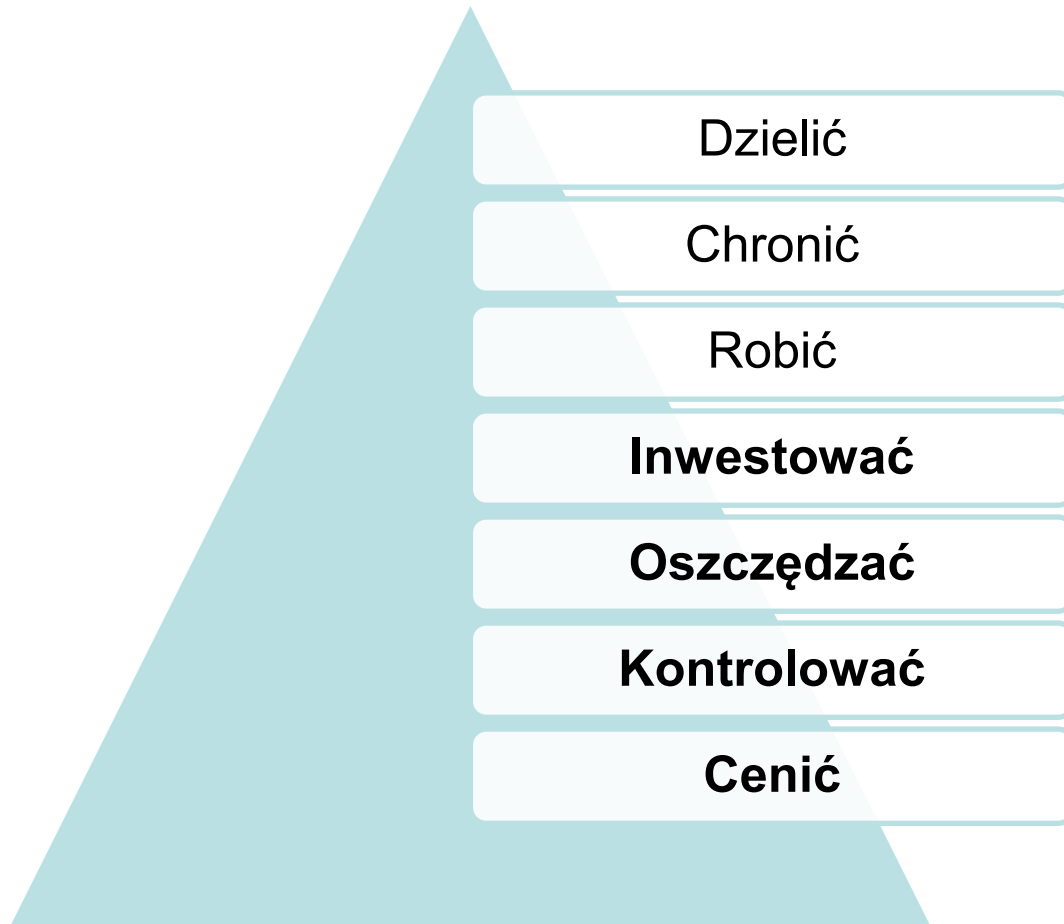 Dzielić
Chronić
Robić
Inwestować
Oszczędzać
Kontrolować
Cenić